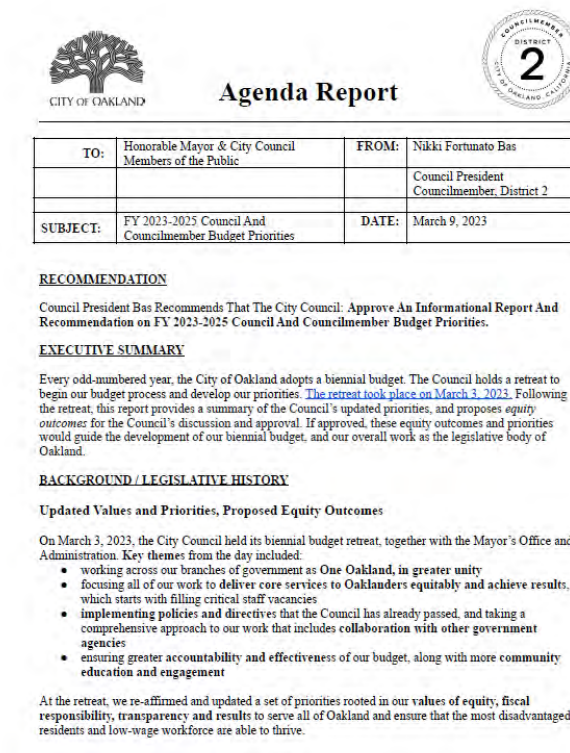 COUNCILMEMBER
DISTRICT
2
CITY OF OAKLAND, CALIFORNIA
CITY OF OAKLAND
Agenda Report
TO: Honorable Mayor & City Council
Members of the Public
FROM: Nikki Fortunato Bas
Council President
Councilmember, District 2
SUBJECT: FY 2023-2025 Council And
Councilmember Budget Priorities
DATE: March 9, 2023
RECOMMENDATION
Council President Bas Recommends That The City Council: Approve An Informational Report And
Recommendation on FY 2023-2025 Council And Councilmember Budget Priorities.
EXECUTIVE SUMMARY
Every odd-numbered year, the City of Oakland adopts a biennial budget. The Council holds a retreat to
begin our budget process and develop our priorities. The retreat took place on March 3, 2023. Following
the retreat, this report provides a summary of the Council's updated priorities, and proposes equity
outcomes for the Council's discussion and approval. If approved, these equity outcomes and priorities
would guide the development of our biennial budget, and our overall work as the legislative body of
Oakland.
BACKGROUND / LEGISLATIVE HISTORY
Updated Values and Priorities, Proposed Equity Outcomes
On March 3, 2023, the City Council held its biennial budget retreat, together with the Mayor's Office and
Administration. Key themes from the day included:
• working across our branches of government as One Oakland, in greater unity
• focusing all of our work to deliver core services to Oaklanders equitably and achieve results,
which starts with filling critical staff vacancies
• implementing policies and directives that the Council has already passed, and taking a
comprehensive approach to our work that includes collaboration with other government
agencies
• ensuring greater accountability and effectiveness of our budget, along with more community
education and engagement
At the retreat, we re-affirmed and updated a set of priorities rooted in our values of equity, fiscal
responsibility, transparency and results to serve all of Oakland and ensure that the most disadvantaged
residents and low-wage workforce are able to thrive.